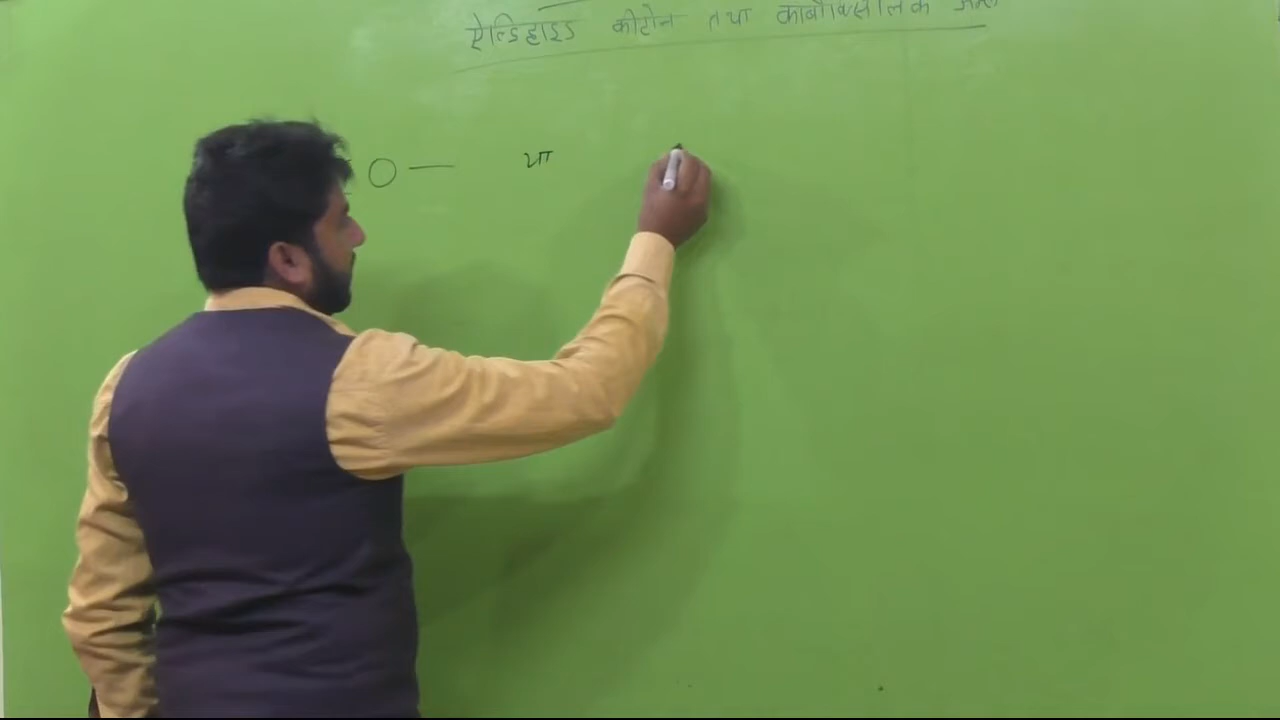 ऐल्डिहाइड कीटोन तथा कार्बोक्सिलिक अम्ल
O — या